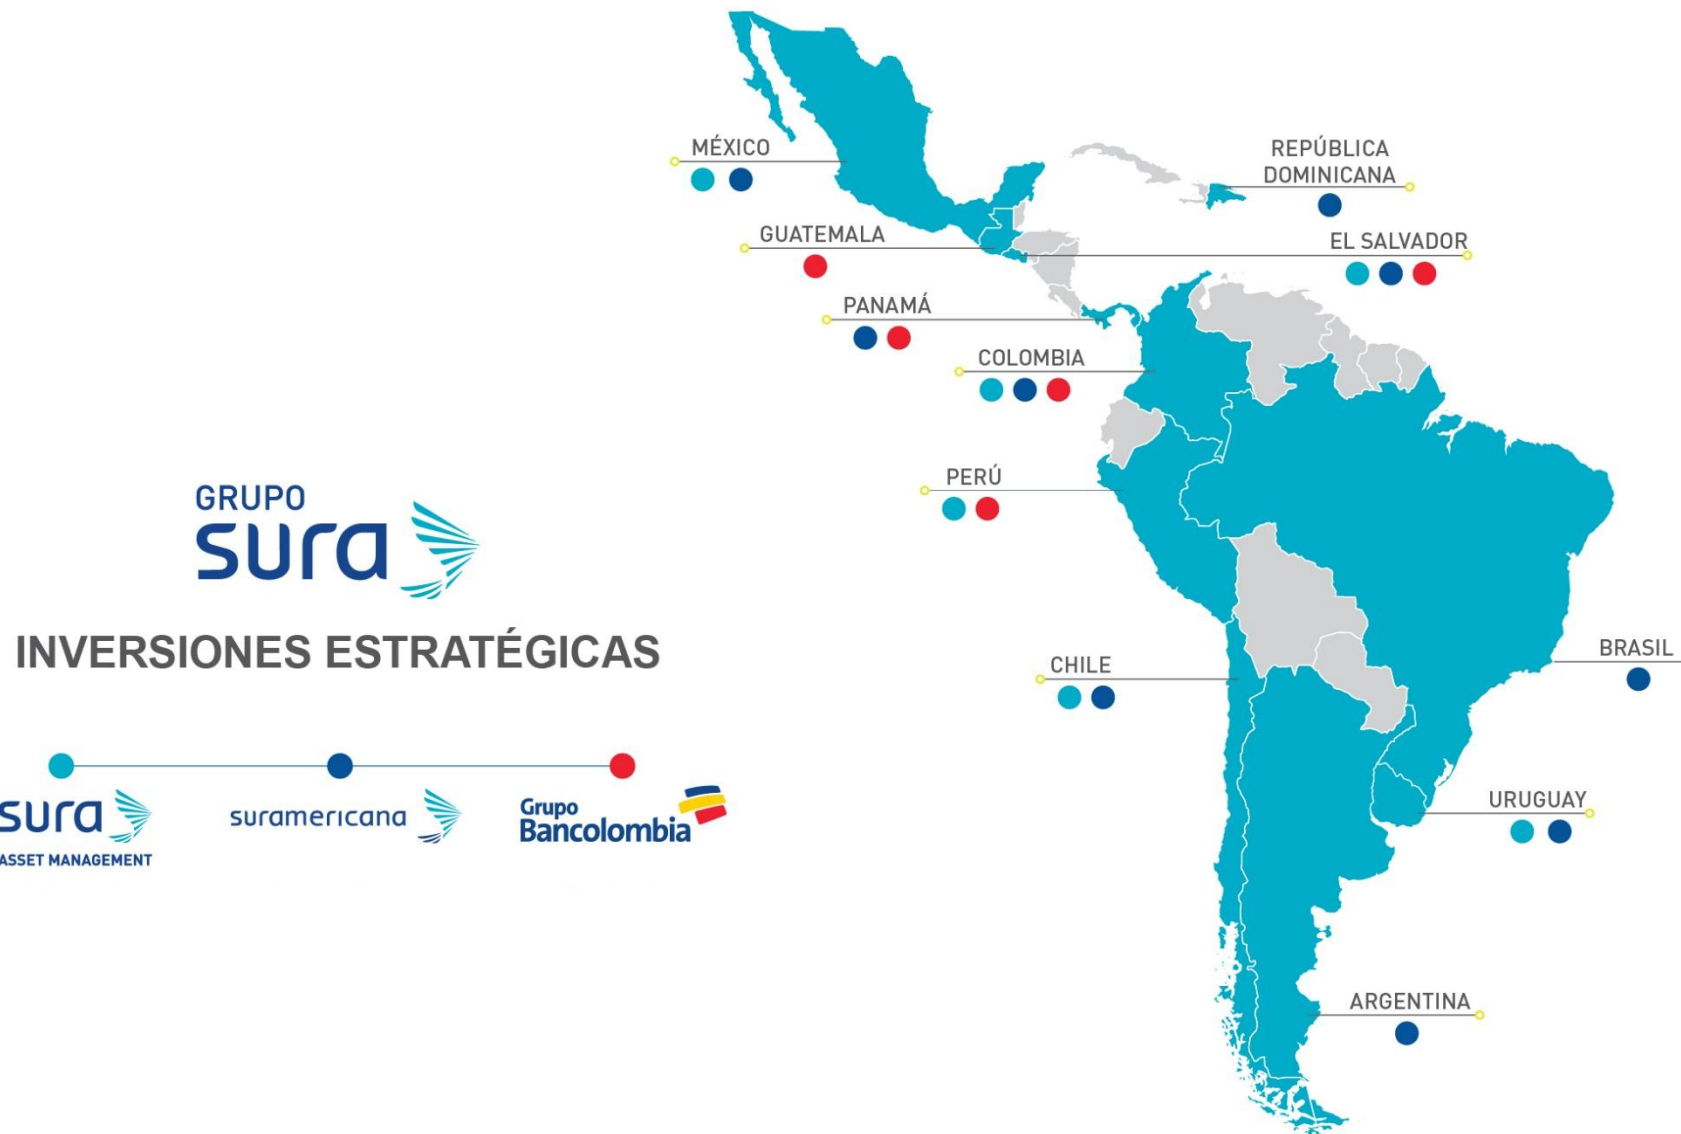 MÉXICO
REPÚBLICA
DOMINICANA
GUATEMALA
EL SALVADOR
PANAMÁ
COLOMBIA
PERÚ
GRUPO
sura
INVERSIONES ESTRATÉGICAS
CHILE
BRASIL
sura
ASSET MANAGEMENT
suramericana
Grupo
Bancolombia
URUGUAY
ARGENTINA